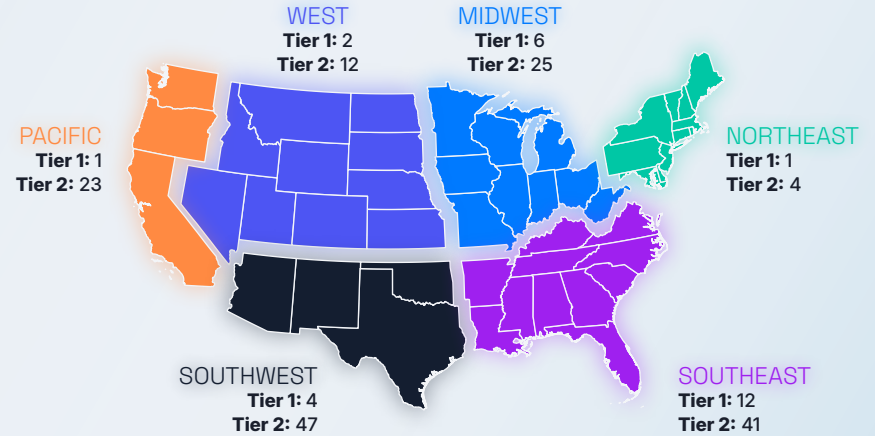 WEST
Tier 1: 2
Tier 2: 12
MIDWEST
Tier 1: 6
Tier 2: 25
PACIFIC
Tier 1: 1
Tier 2: 23
NORTHEAST
Tier 1: 1
Tier 2: 4
SOUTHWEST
Tier 1: 4
Tier 2: 47
SOUTHEAST
Tier 1: 12
Tier 2: 41